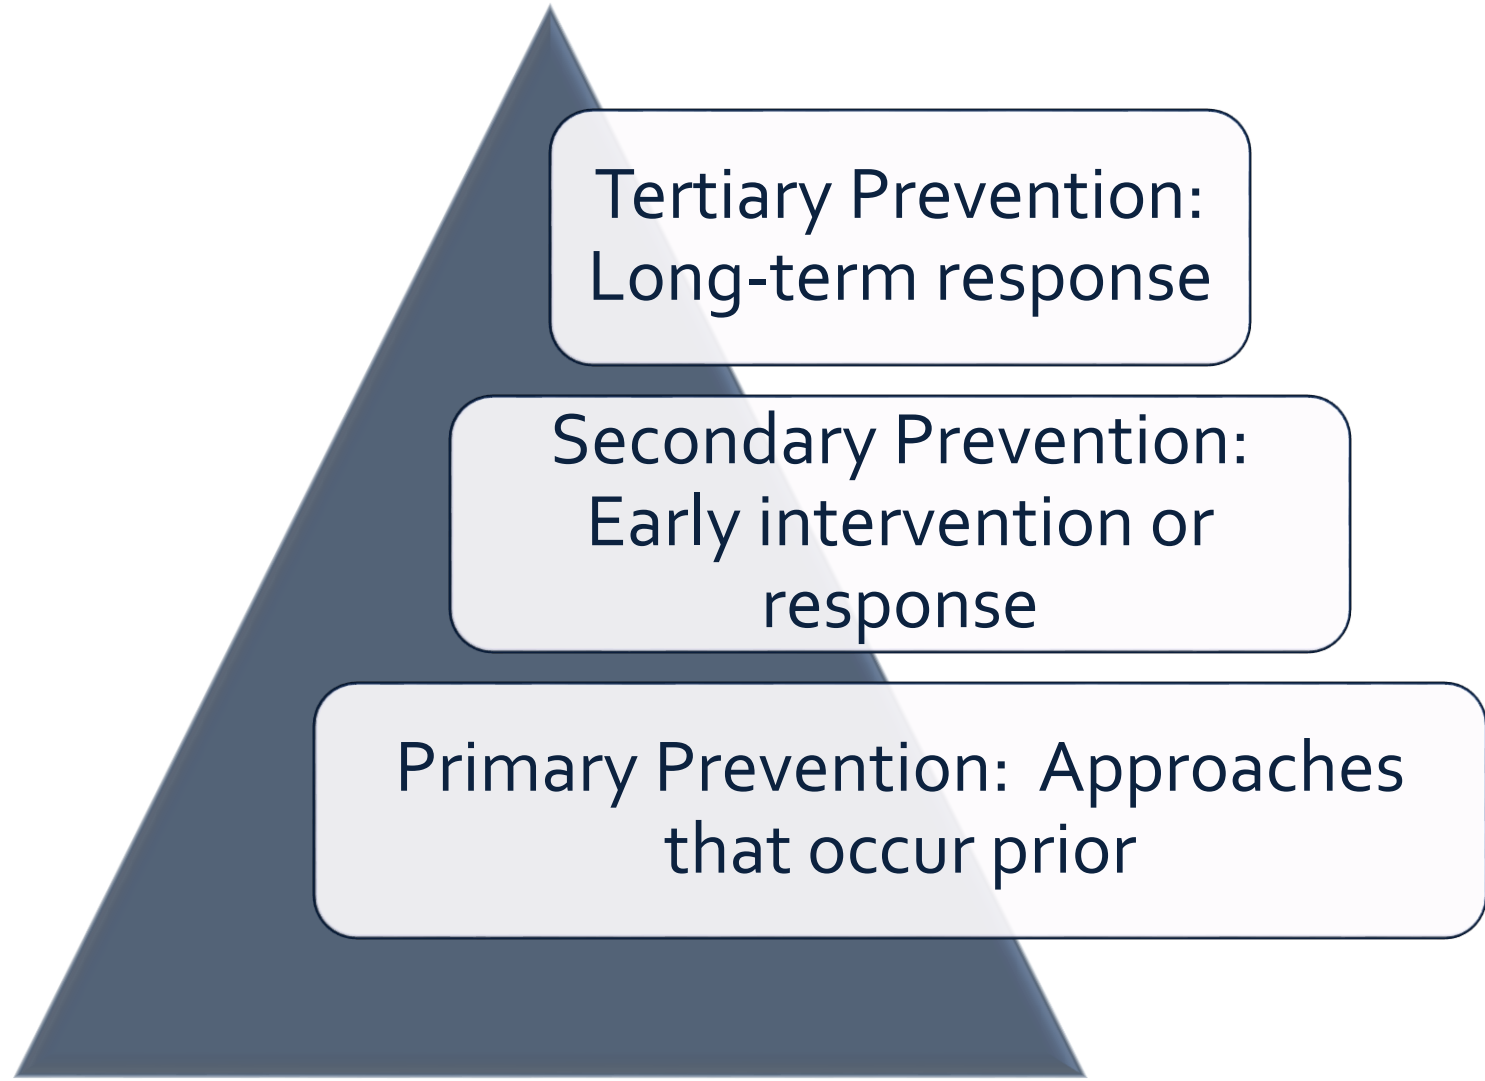 Tertiary Prevention:
Long-term response
Secondary Prevention:
Early intervention or
response
Primary Prevention:  Approaches
that occur prior